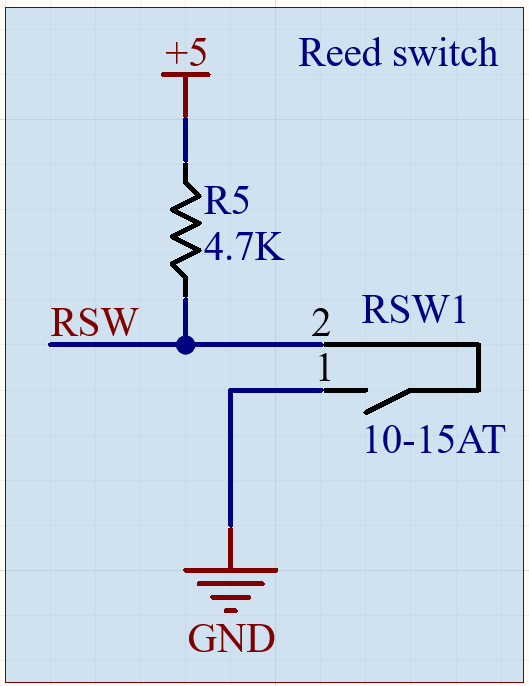 +5
Reed switch
R5
4.7K
RSW
2
RSW1
1
10-15AT
GND